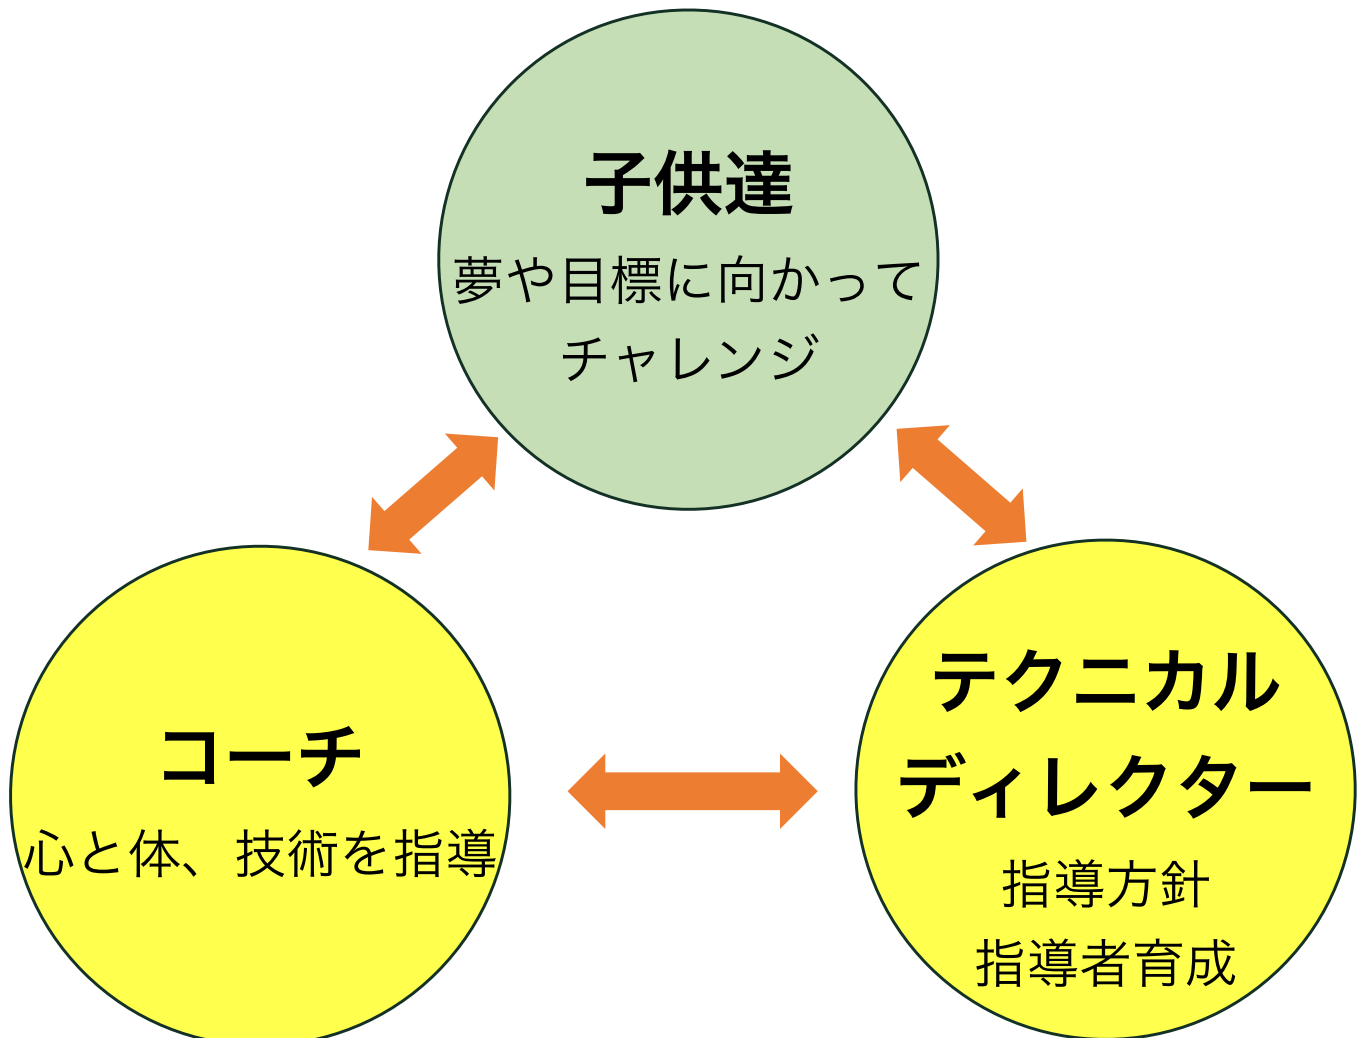 子供達
夢や目標に向かって
チャレンジ
コーチ
心と体、技術を指導
テクニカル
ディレクター
指導方針
指導者育成